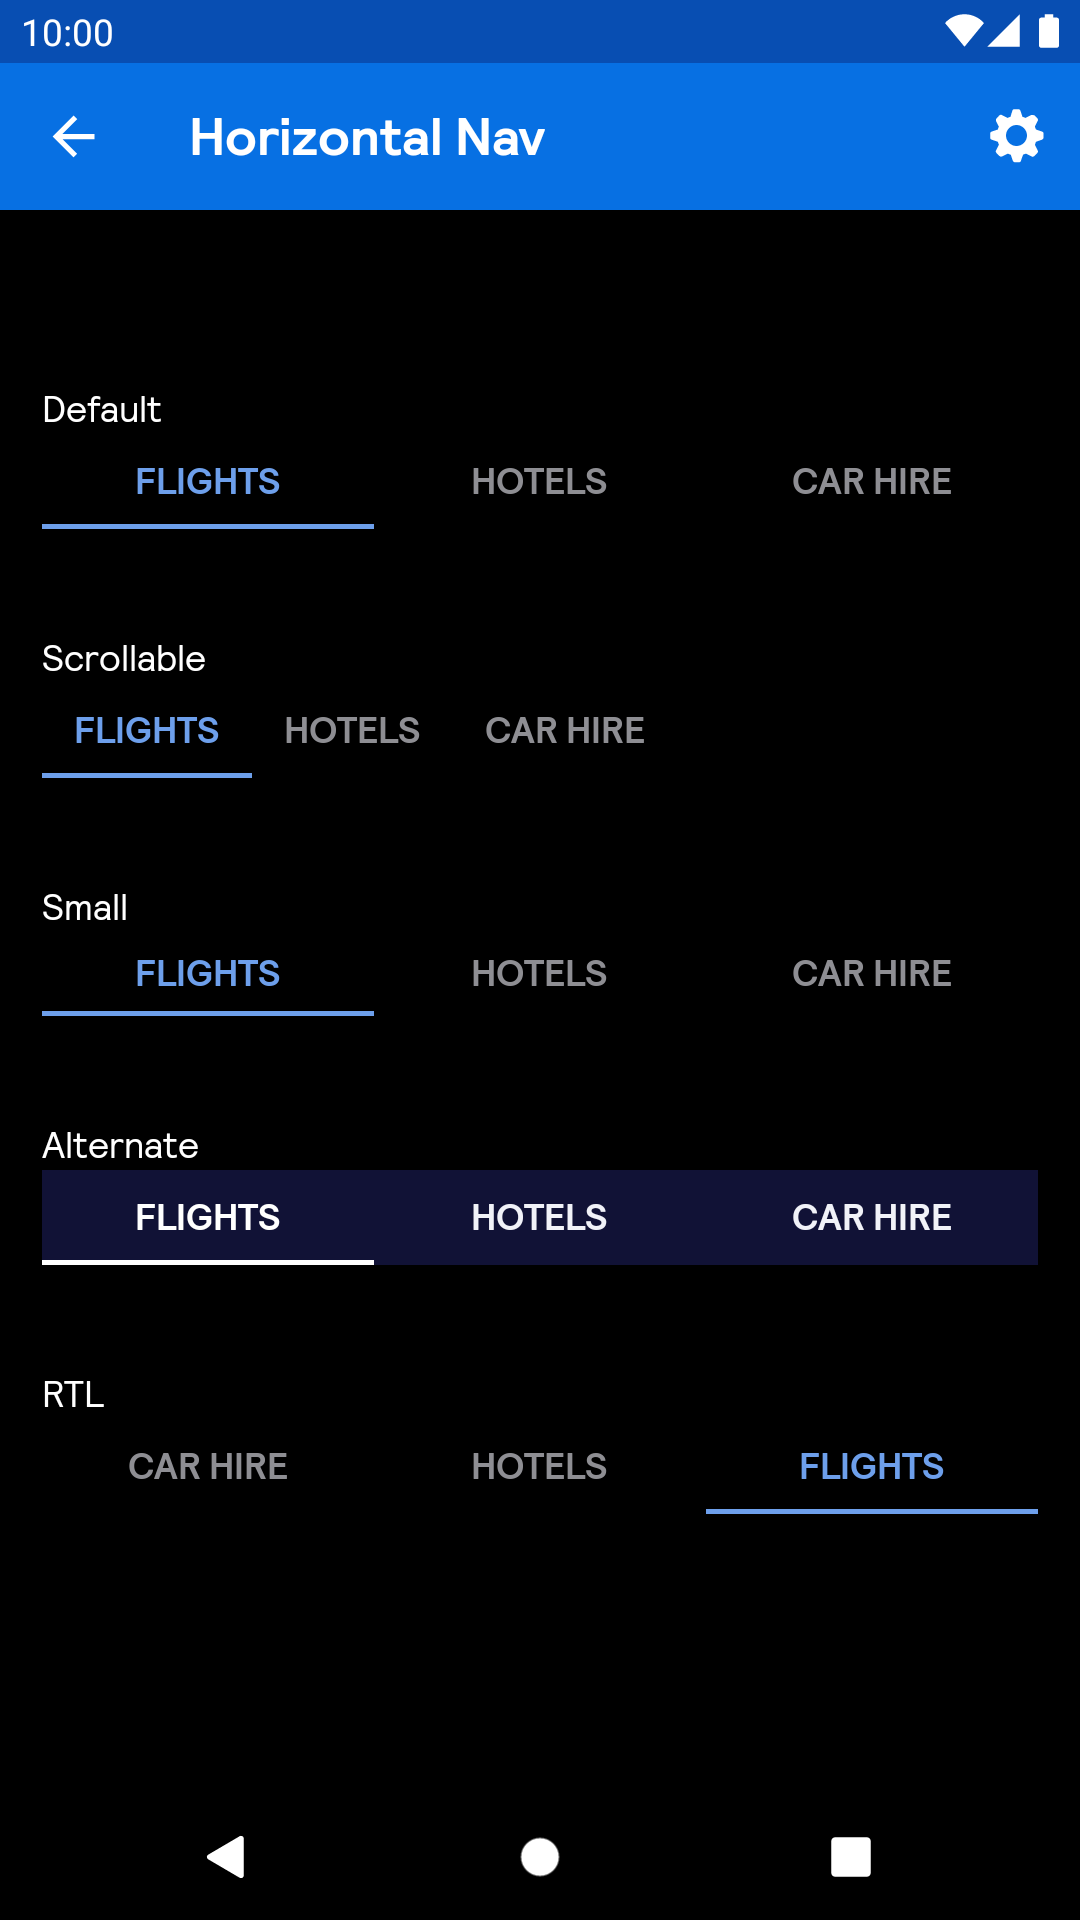 10:00
Horizontal Nav
Default
FLIGHTS HOTELS CAR HIRE
Scrollable
FLIGHTS HOTELS CAR HIRE
Small
FLIGHTS HOTELS CAR HIRE
Alternate
FLIGHTS HOTELS CAR HIRE
RTL
CAR HIRE HOTELS FLIGHTS